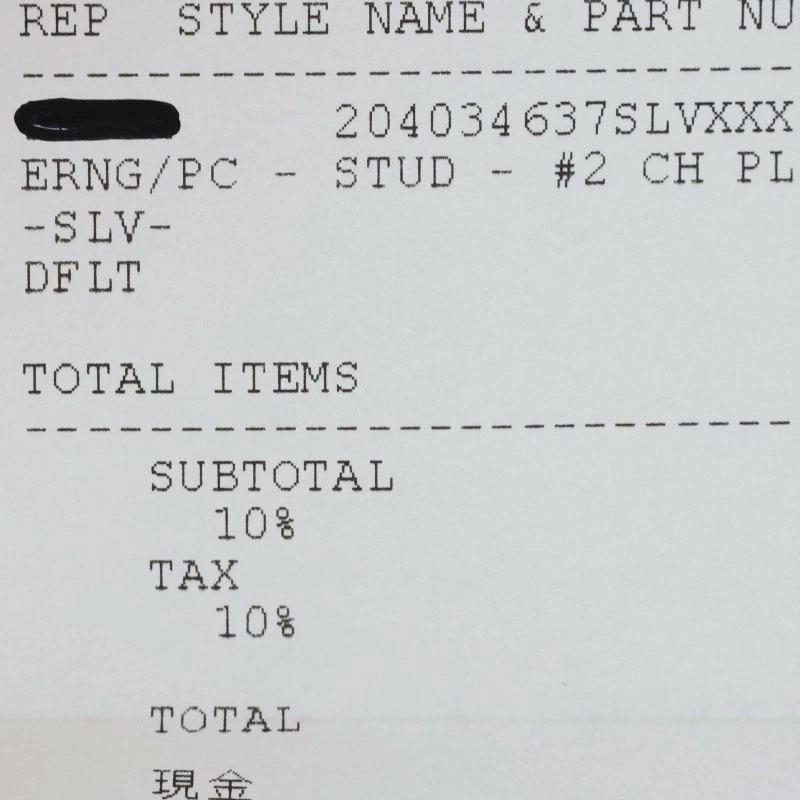 REP STYLE NAME & PART NU
204034637SLVXXX
ERNG/PC - STUD - #2 CH PL
-SLV-
DFLT
TOTAL ITEMS
SUBTOTAL
10%
TAX
10%
TOTAL
現金